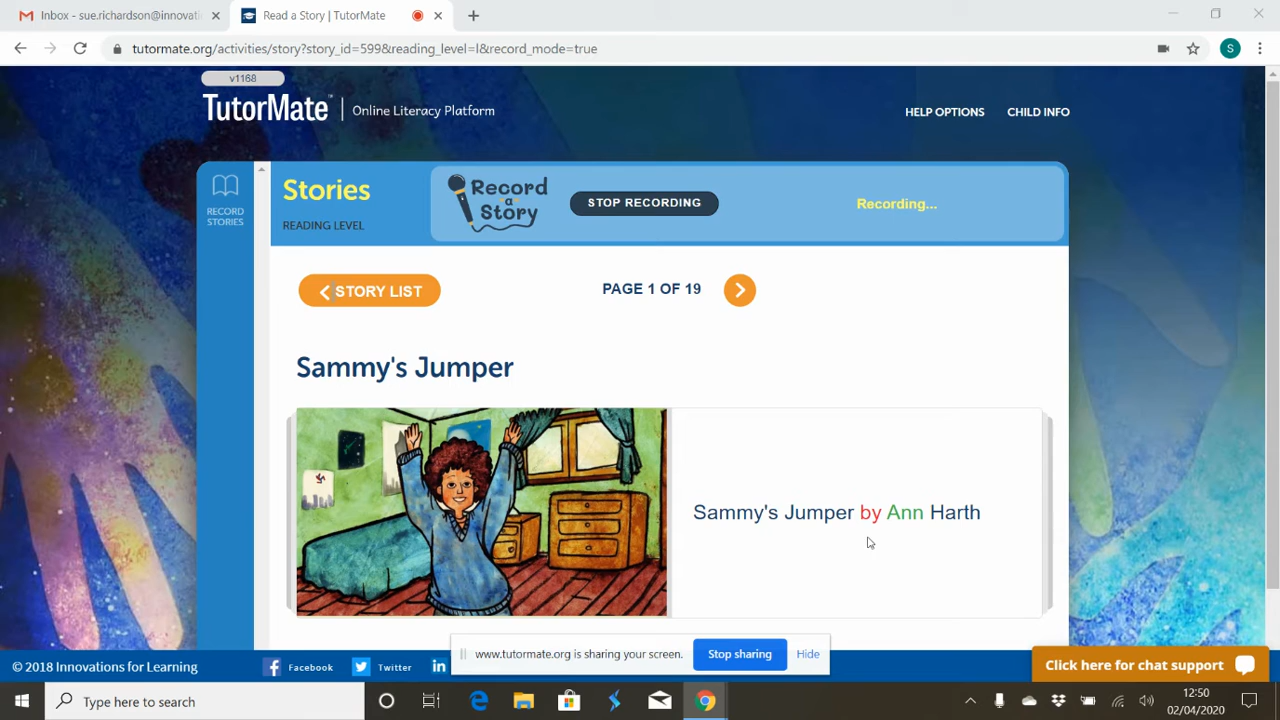 Inbox - sue.richardson@innovati
Read a Story | TutorMate
tutormate.org/activities/story?story_id=599&reading_level=I&record_mode=true
S
v1168
TutorMate | Online Literacy Platform
HELP OPTIONS
CHILD INFO
RECORD
STORIES
Stories
READING LEVEL
Record
a
Story
STOP RECORDING
Recording...
STORY LIST
PAGE 1 OF 19
Sammy's Jumper
Sammy's Jumper by Ann Harth
www.tutormate.org is sharing your screen.
Stop sharing
Hide
© 2018 Innovations for Learning
Facebook
Twitter
in
Click here for chat support
Type here to search
12:50
02/04/2020